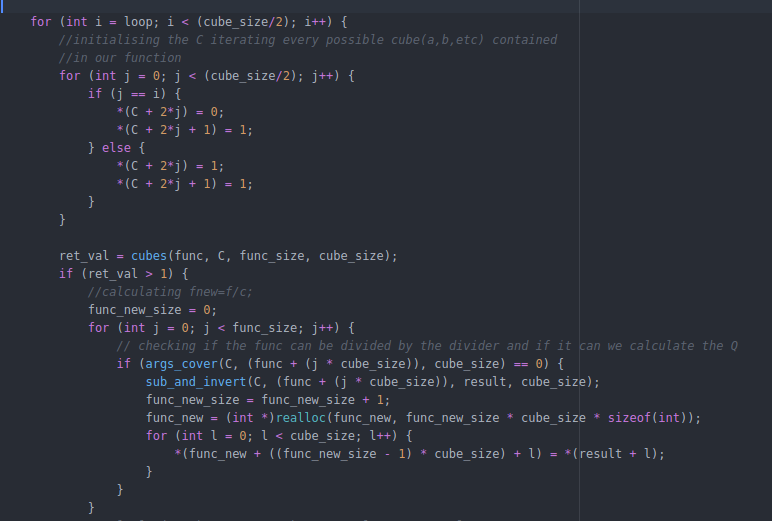 for (int i = loop; i < (cube_size/2); i++) {
//initialising the C iterating every possible cube(a,b,etc) contained
//in our function
for (int j = 0; j < (cube_size/2); j++) {
if (j == i) {
*(C + 2*j) = 0;
*(C + 2*j + 1) = 1;
} else {
*(C + 2*j) = 1;
*(C + 2*j + 1) = 1;
}
}
ret_val = cubes(func, C, func_size, cube_size);
if (ret_val > 1) {
//calculating fnew=f/c;
func_new_size = 0;
for (int j = 0; j < func_size; j++) {
// checking if the func can be divided by the divider and if it can we calculate the Q
if (args_cover(C, (func + (j * cube_size)), cube_size) == 0) {
sub_and_invert(C, (func + (j * cube_size)), result, cube_size);
func_new_size = func_new_size + 1;
func_new = (int *)realloc(func_new, func_new_size * cube_size * sizeof(int));
for (int l = 0; l < cube_size; l++) {
*(func_new + ((func_new_size - 1) * cube_size) + l) = *(result + l);
}
}
}